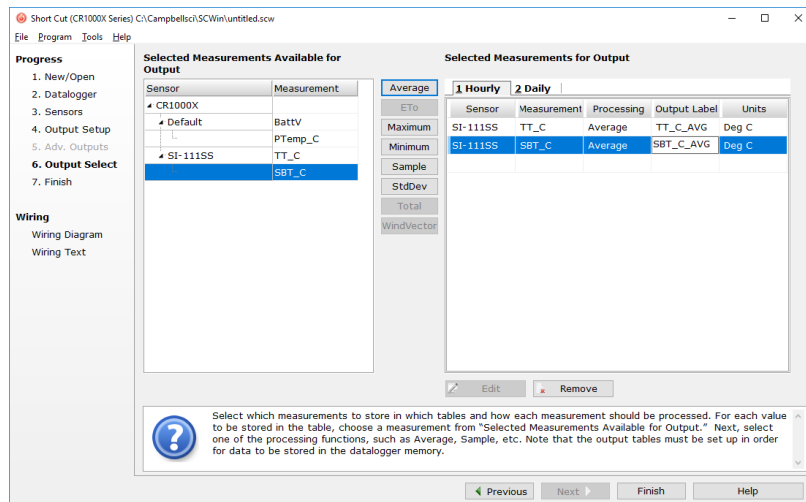 Short Cut (CR1000X Series) C:\Campbellsci\SCWin\untitled.scw
File Program Tools Help
Progress
1. New/Open
2. Datalogger
3. Sensors
4. Output Setup
5. Adv. Outputs
6. Output Select
7. Finish
Wiring
Wiring Diagram
Wiring Text
Selected Measurements Available for
Output
Sensor Measurement
CR1000X
Default BattV
PTemp_C
SI-111SS TT_C
SBT_C
Average
ETo
Maximum
Minimum
Sample
StdDev
Total
WindVector
Selected Measurements for Output
1 Hourly 2 Daily
Sensor Measurement Processing Output Label Units
SI-111SS TT_C Average TT_C_AVG Deg C
SI-111SS SBT_C Average SBT_C_AVG Deg C
Edit Remove
Select which measurements to store in which tables and how each measurement should be processed. For each value
to be stored in the table, choose a measurement from “Selected Measurements Available for Output.” Next, select
one of the processing functions, such as Average, Sample, etc. Note that the output tables must be set up in order
for data to be stored in the datalogger memory.
Previous Next Finish Help